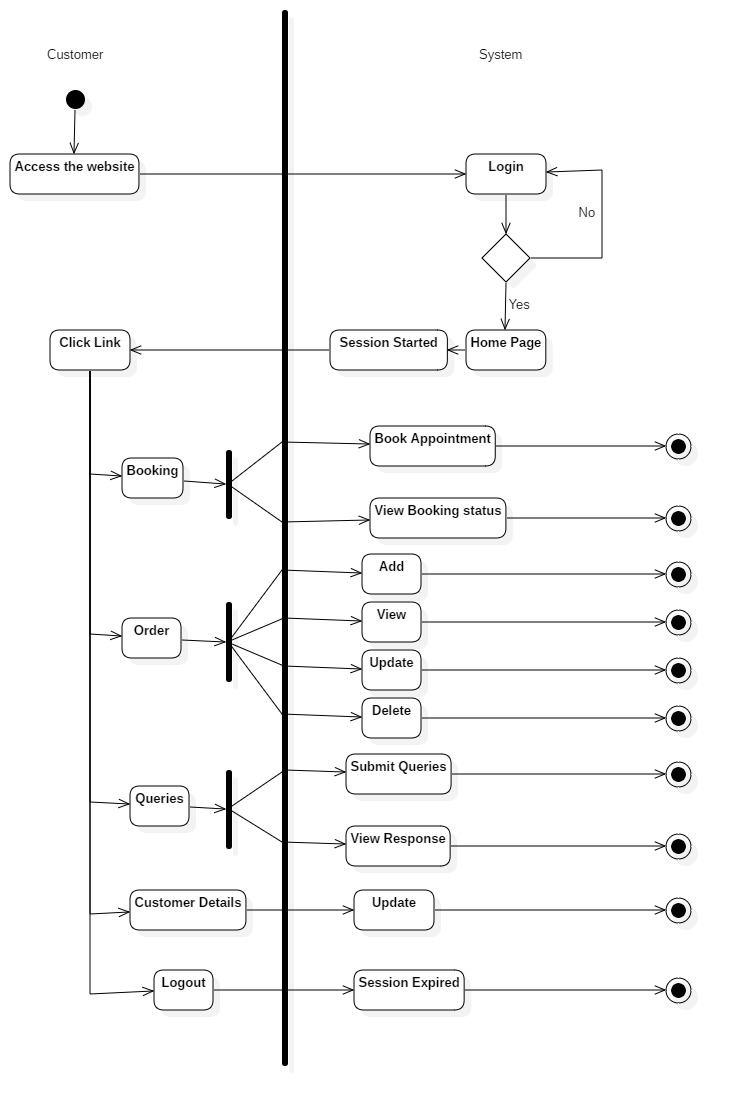 Customer
System
Access the website
Login
No
Yes
Click Link
Session Started
Home Page
Booking
Book Appointment
View Booking status
Order
Add
View
Update
Delete
Queries
Submit Queries
View Response
Customer Details
Update
Logout
Session Expired